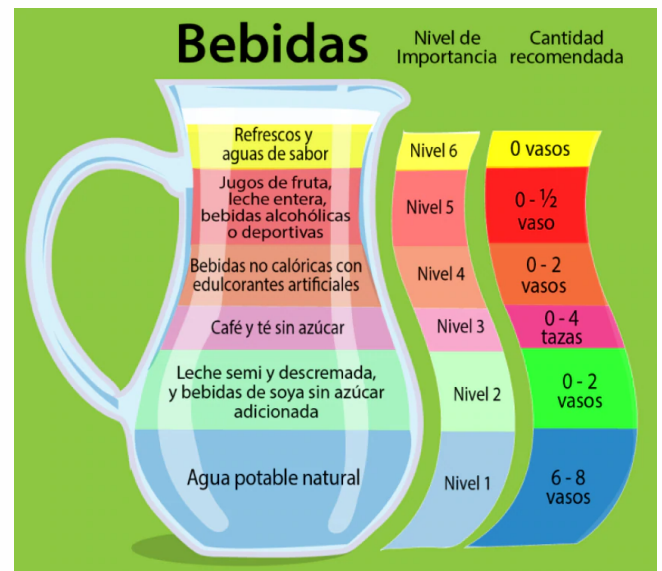 Bebidas
Nivel de
Importancia
Cantidad
recomendada
Refrescos y
aguas de sabor
Nivel 6
0 vasos
Jugos de fruta,
leche entera,
bebidas alcohólicas
o deportivas
Nivel 5
0 - ½
vaso
Bebidas no calóricas con
edulcorantes artificiales
Nivel 4
0 - 2
vasos
Café y té sin azúcar
Nivel 3
0 - 4
tazas
Leche semi y descremada,
y bebidas de soya sin azúcar
adicionada
Nivel 2
0 - 2
vasos
Agua potable natural
Nivel 1
6 - 8
vasos